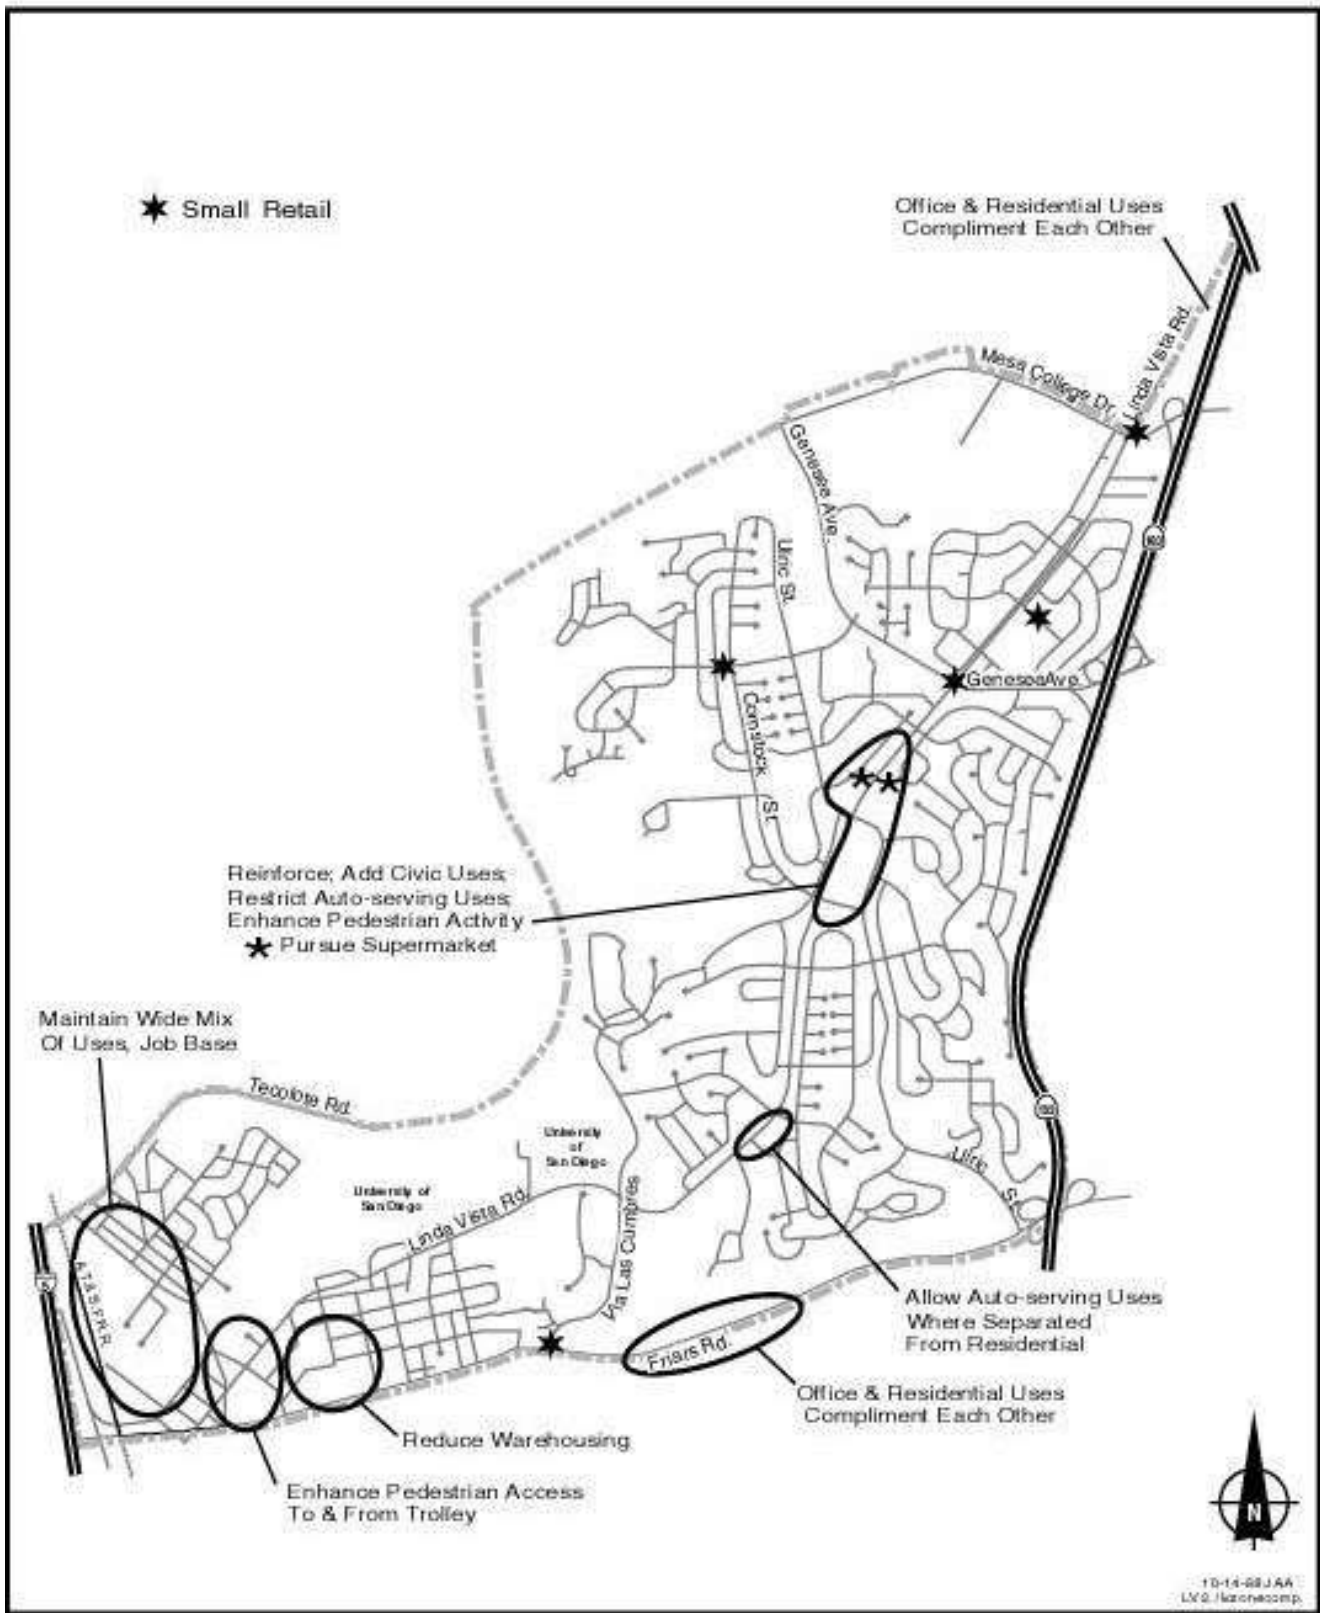 Small Retail
Office & Residential Uses
Compliment Each Other
Linda Vista Rd.
Mesa College Dr.
Genesee Ave.
Ulric St.
GeneseeAve.
Comstock St.
Reinforce; Add Civic Uses;
Restrict Auto-serving Uses;
Enhance Pedestrian Activity
Pursue Supermarket
Maintain Wide Mix
Of Uses, Job Base
Tecolote Rd.
University
of
San Diego
University of
San Diego
Linda Vista Rd.
Via Las Cumbres
Ulric St.
A.T.& S.F.R.R.
5
Friars Rd.
Allow Auto-serving Uses
Where Separated
From Residential
Office & Residential Uses
Compliment Each Other
Reduce Warehousing
Enhance Pedestrian Access
To & From Trolley
N